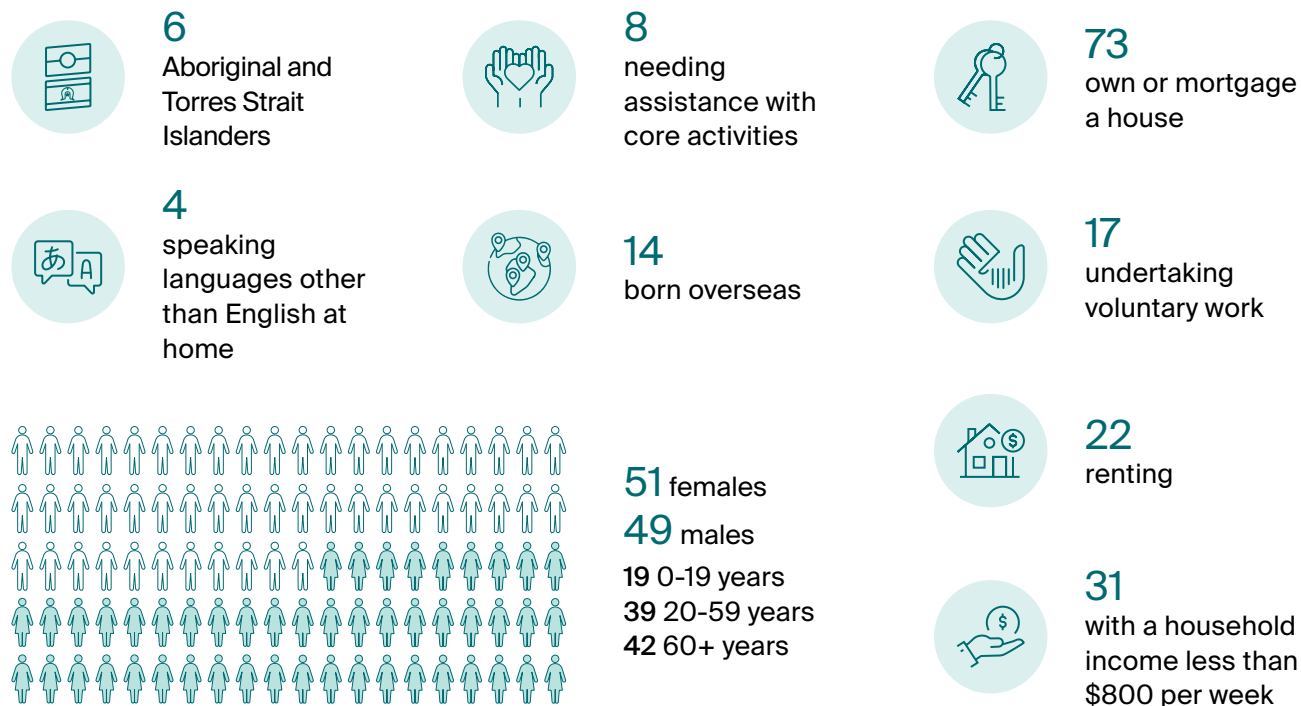 6
Aboriginal and
Torres Strait
Islanders
8
needing
assistance with
core activities
73
own or mortgage
a house
あ A
4
speaking
languages other
than English at
home
14
born overseas
17
undertaking
voluntary work
$
22
renting
51 females
49 males
19 0-19 years
39 20-59 years
42 60+ years
$
31
with a household
income less than
$800 per week